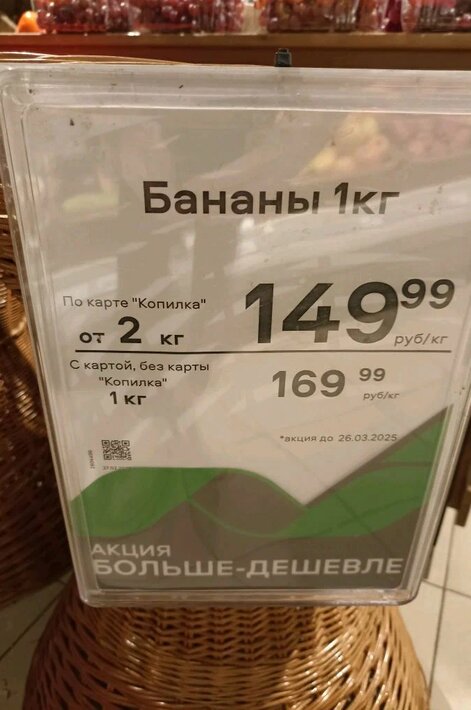 Бананы 1кг
По карте "Копилка"
от 2 кг
149 99
руб/кг
С картой, без карты
"Копилка"
1 кг
169 99
руб/кг
*акция до 26.03.2025
АКЦИЯ
БОЛЬШЕ-ДЕШЕВЛЕ